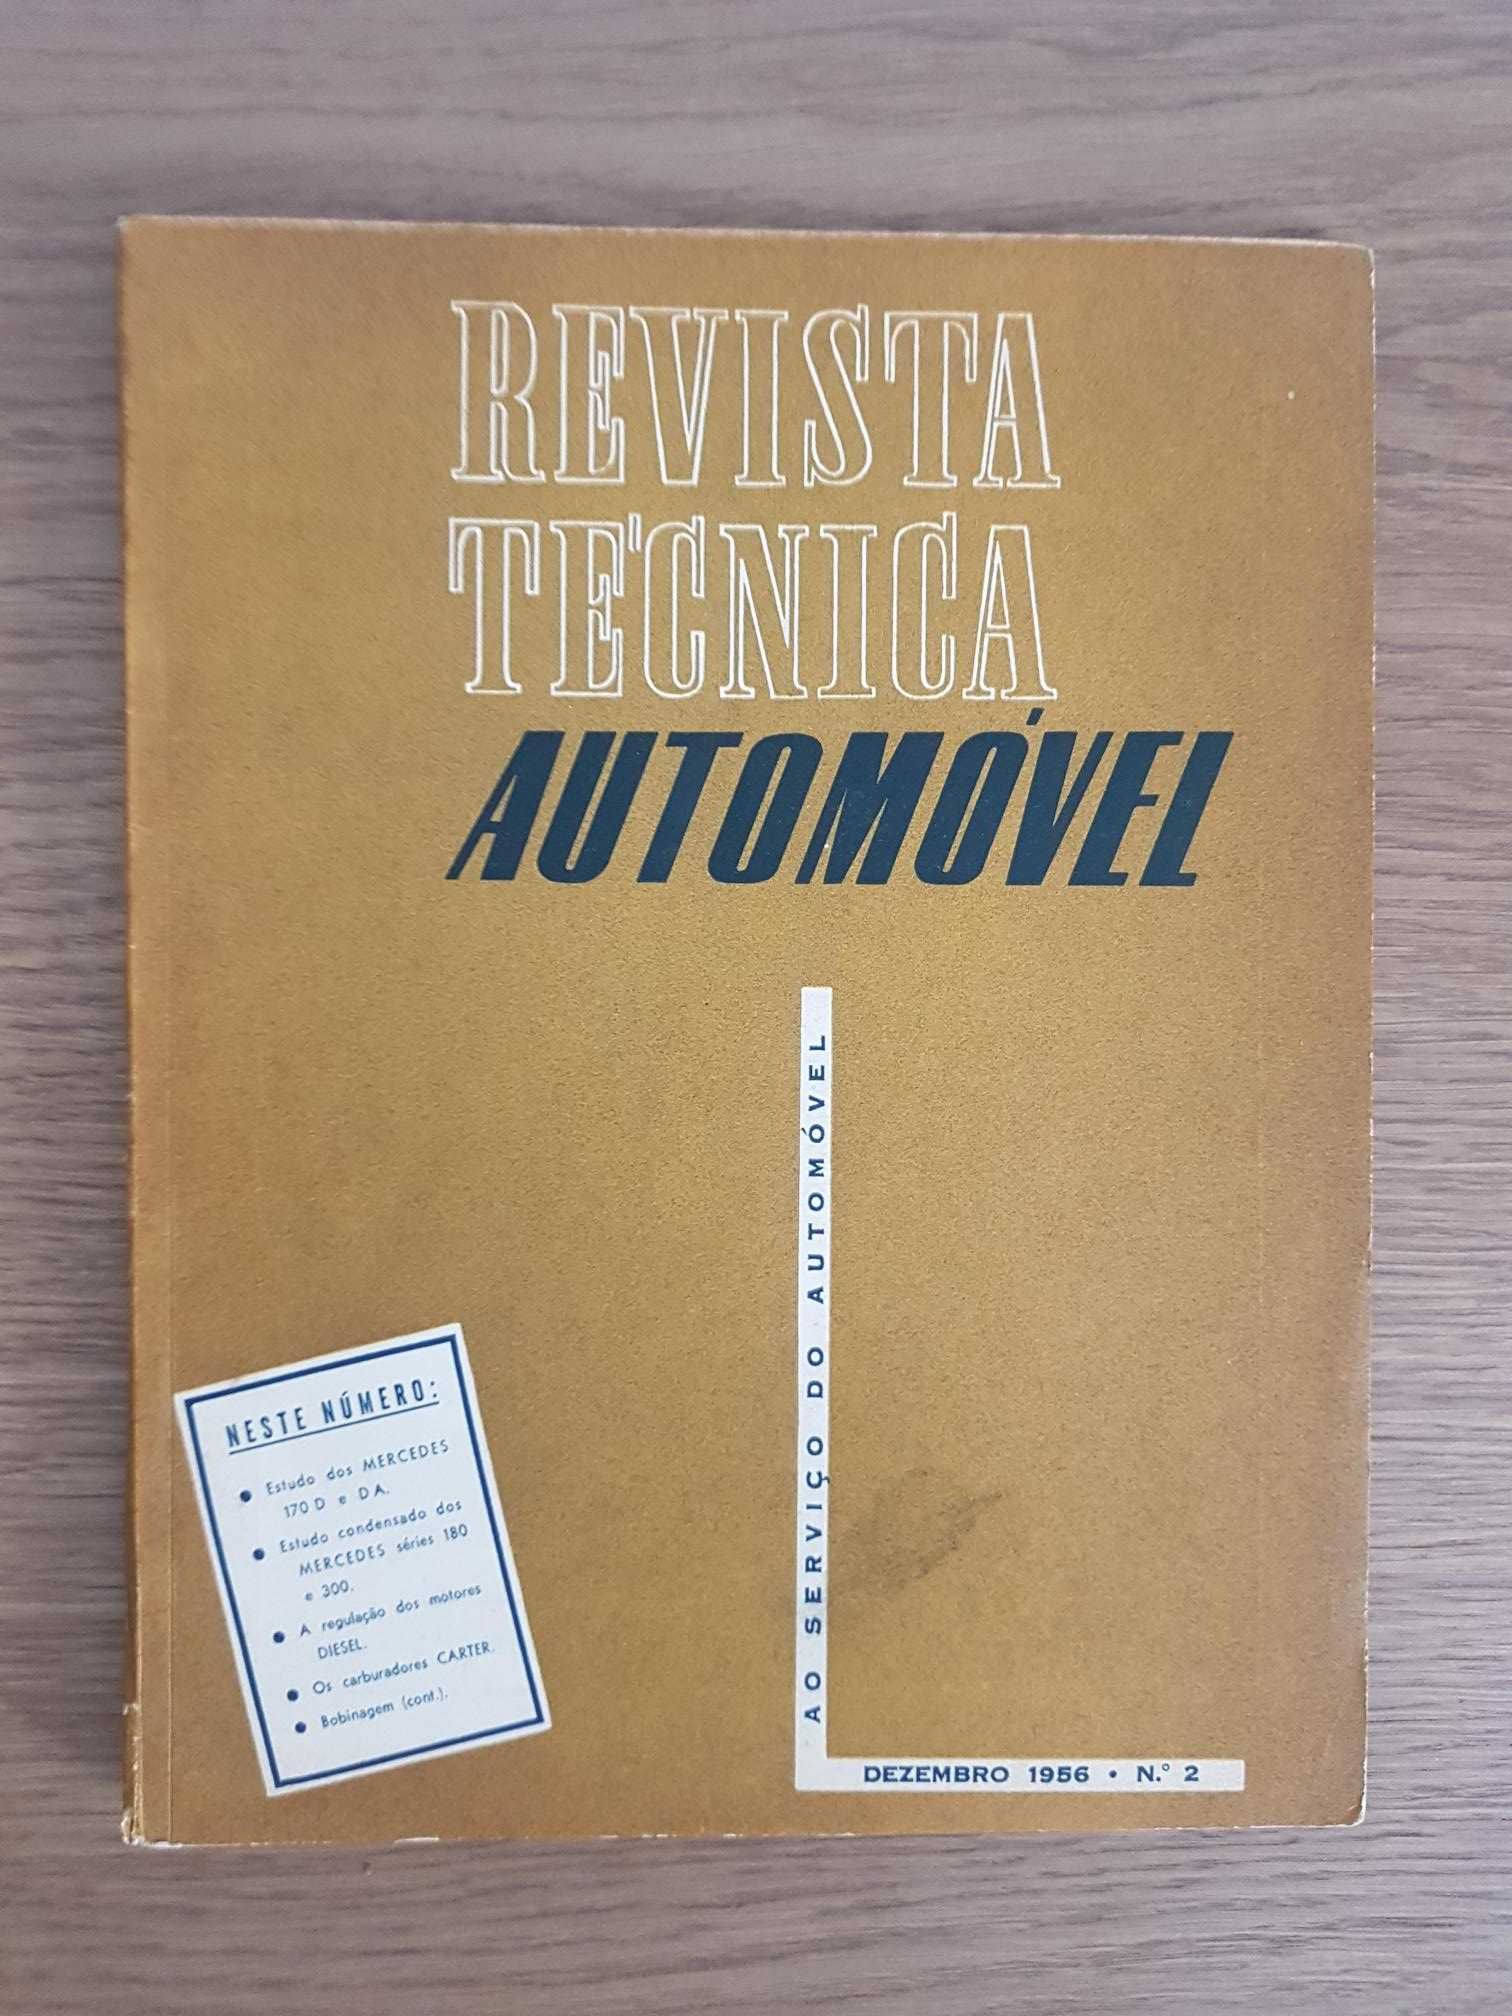 REVISTA
TÉCNICA
AUTOMÓVEL
AO SERVIÇO DO AUTOMÓVEL
DEZEMBRO 1956 • N.º 2
NESTE NÚMERO:
• Estudo dos MERCEDES
170 D e DA.
• Estudo condensado dos
MERCEDES séries 180
e 300.
• A regulação dos motores
DIESEL.
• Os carburadores CARTER.
• Bobinagem (cont.).